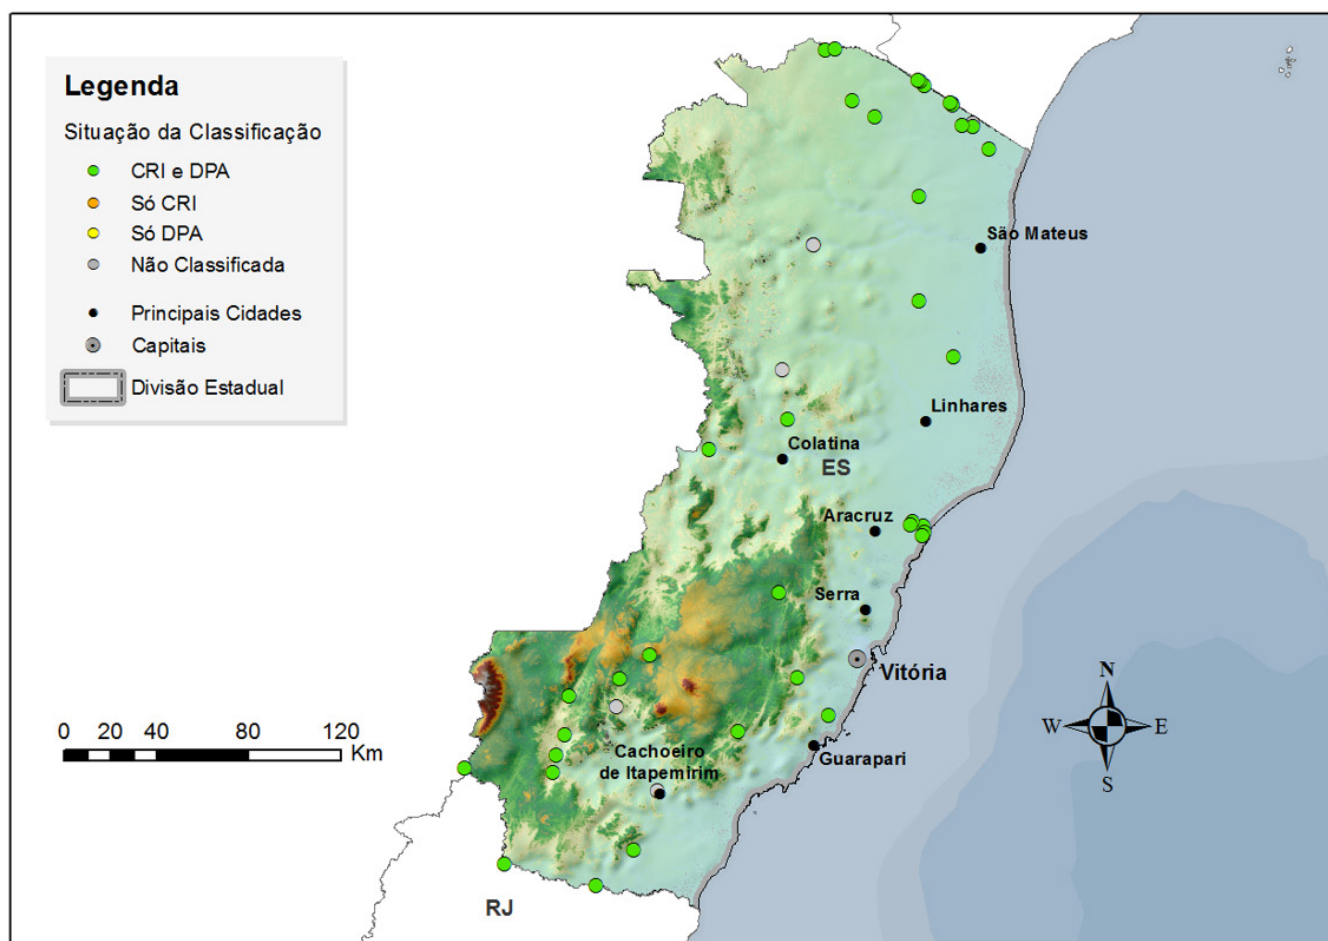 Legenda
Situação da Classificação
CRI e DPA
Só CRI
Só DPA
Não Classificada
Principais Cidades
Capitais
Divisão Estadual
São Mateus
Linhares
Colatina
ES
Aracruz
Serra
Vitória
Guarapari
Cachoeiro
de Itapemirim
0 20 40 80 120
Km
N
W E
S
RJ